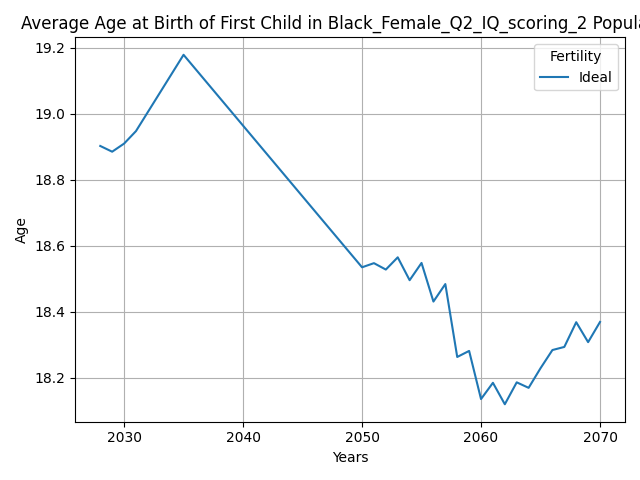 Average Age at Birth of First Child in Black_Female_Q2_IQ_scoring_2
19.2
19.0
18.8
18.6
18.4
18.2
Age
Fertility
Ideal
2030 2040 2050 2060 2070
Years